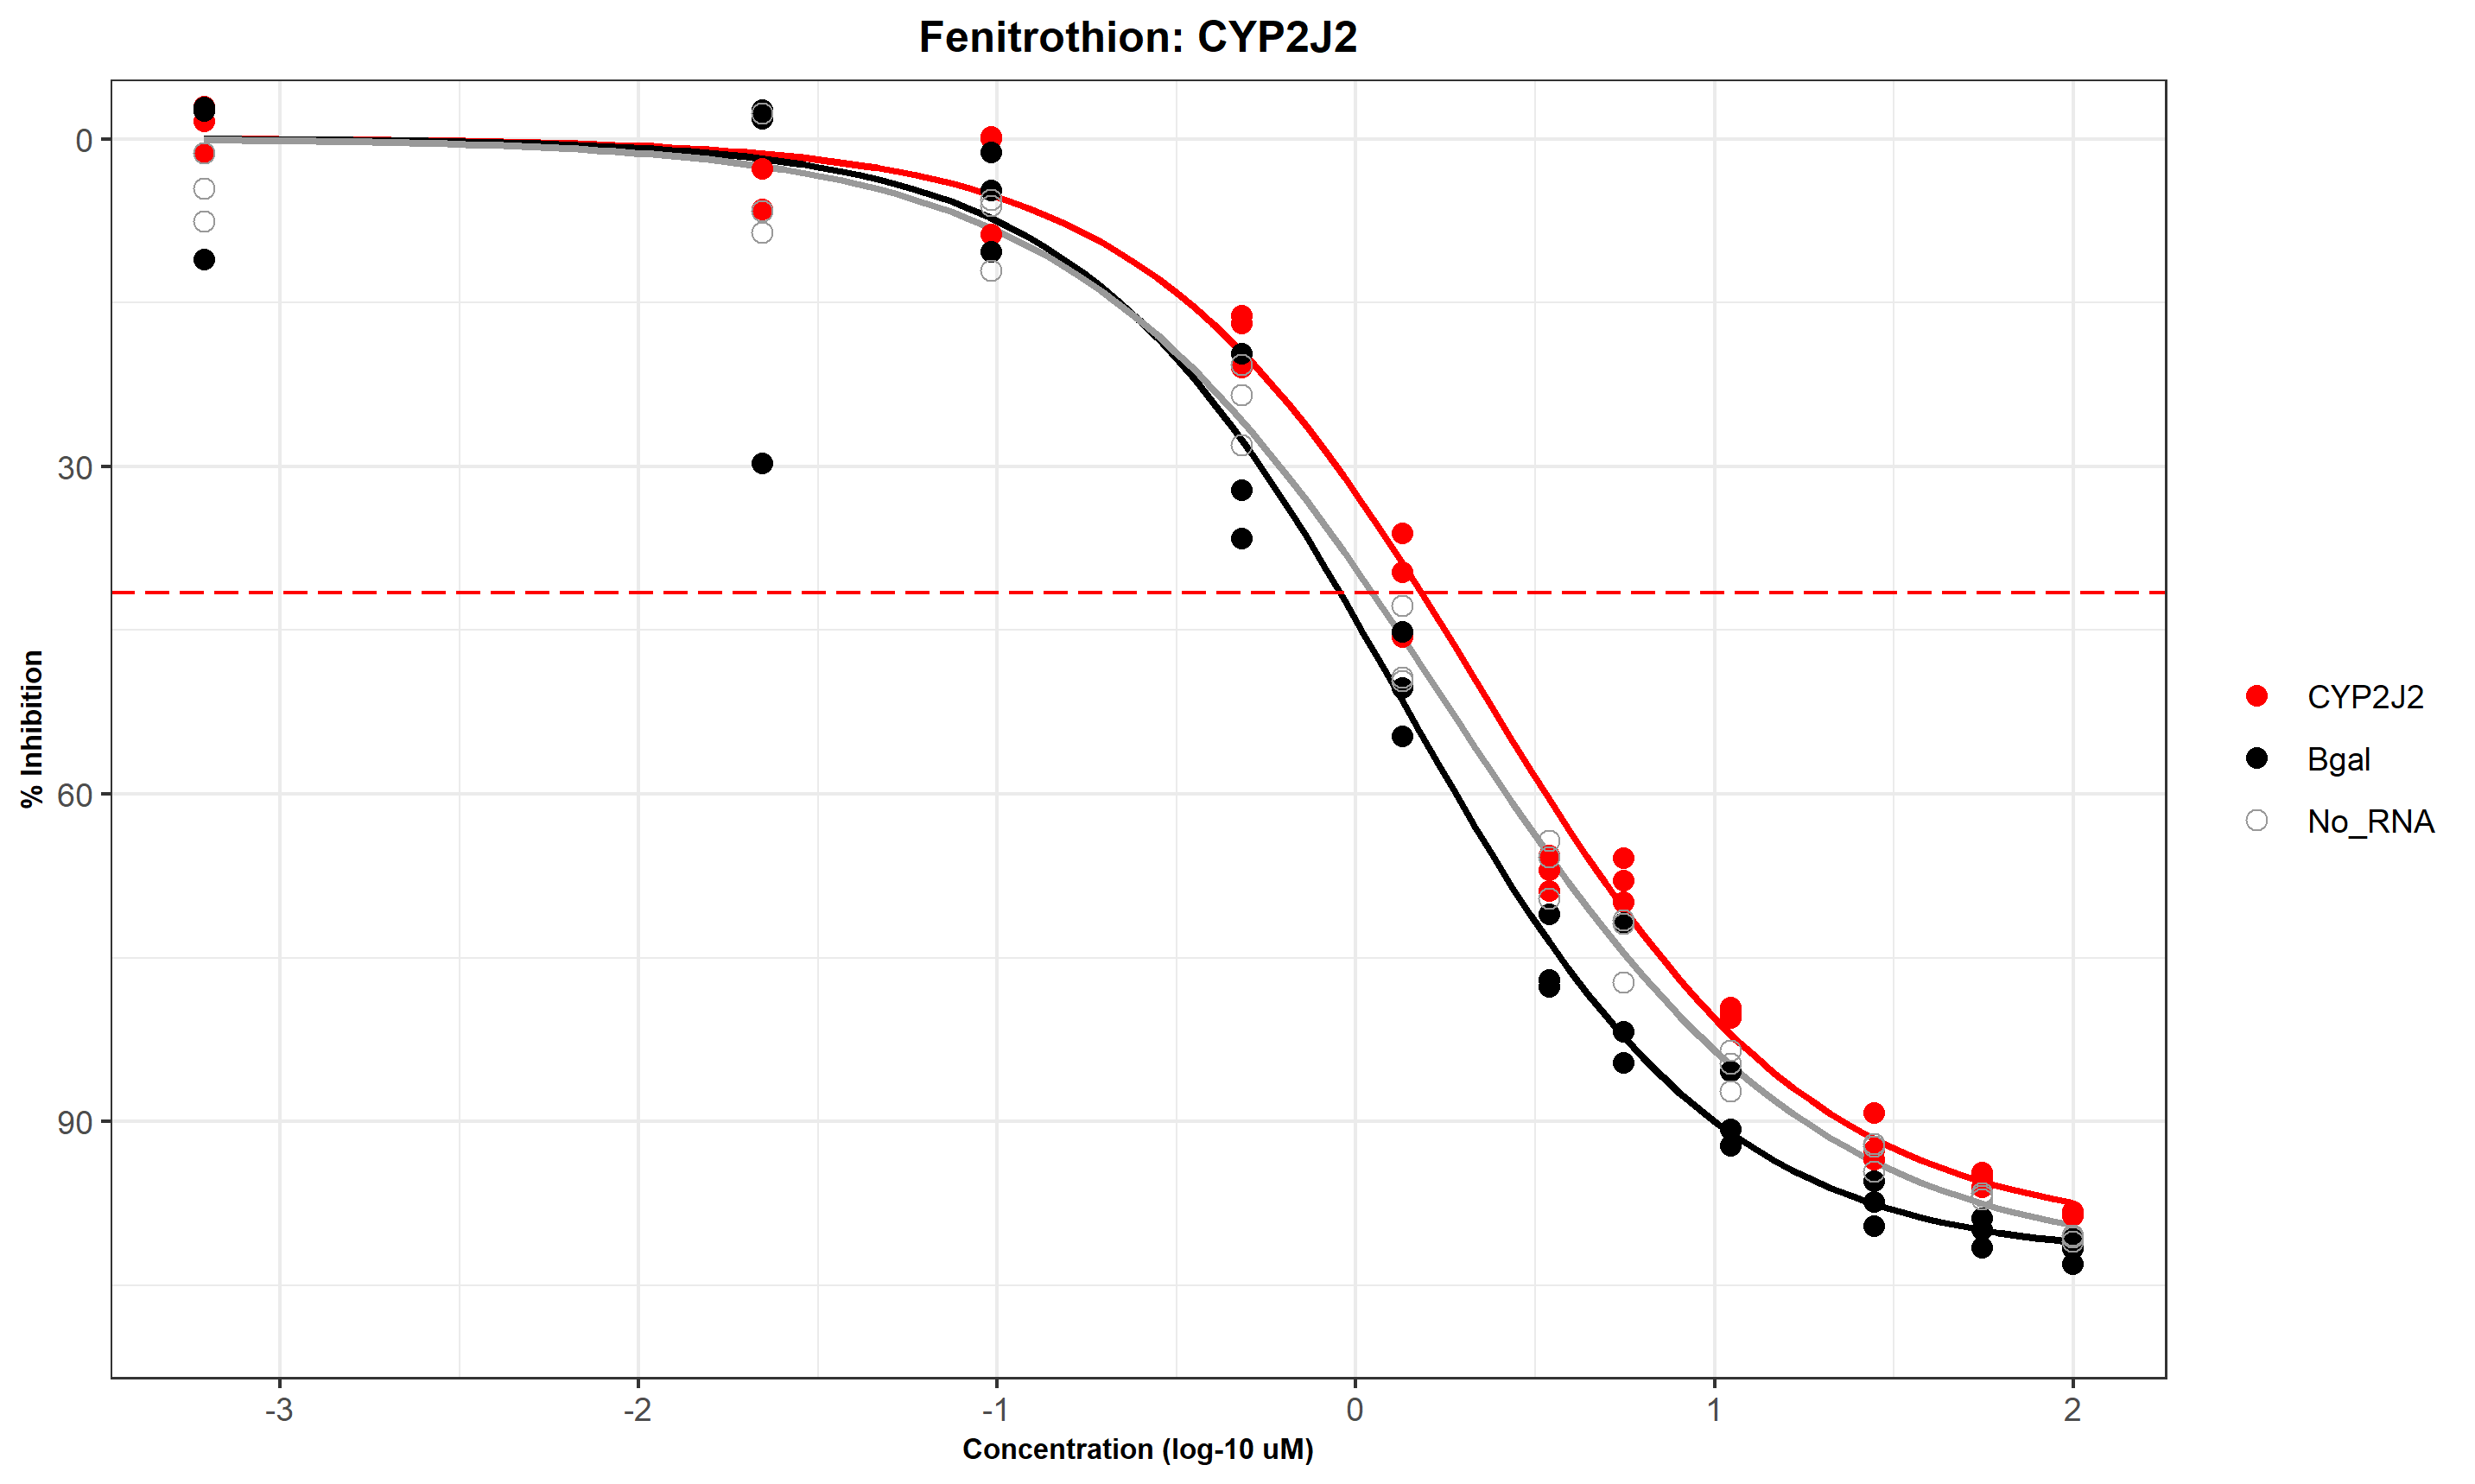 Fenitrothion: CYP2J2
0
30
60
90
% Inhibition
-3
-2
-1
0
1
2
Concentration (log-10 uM)
CYP2J2
Bgal
No_RNA